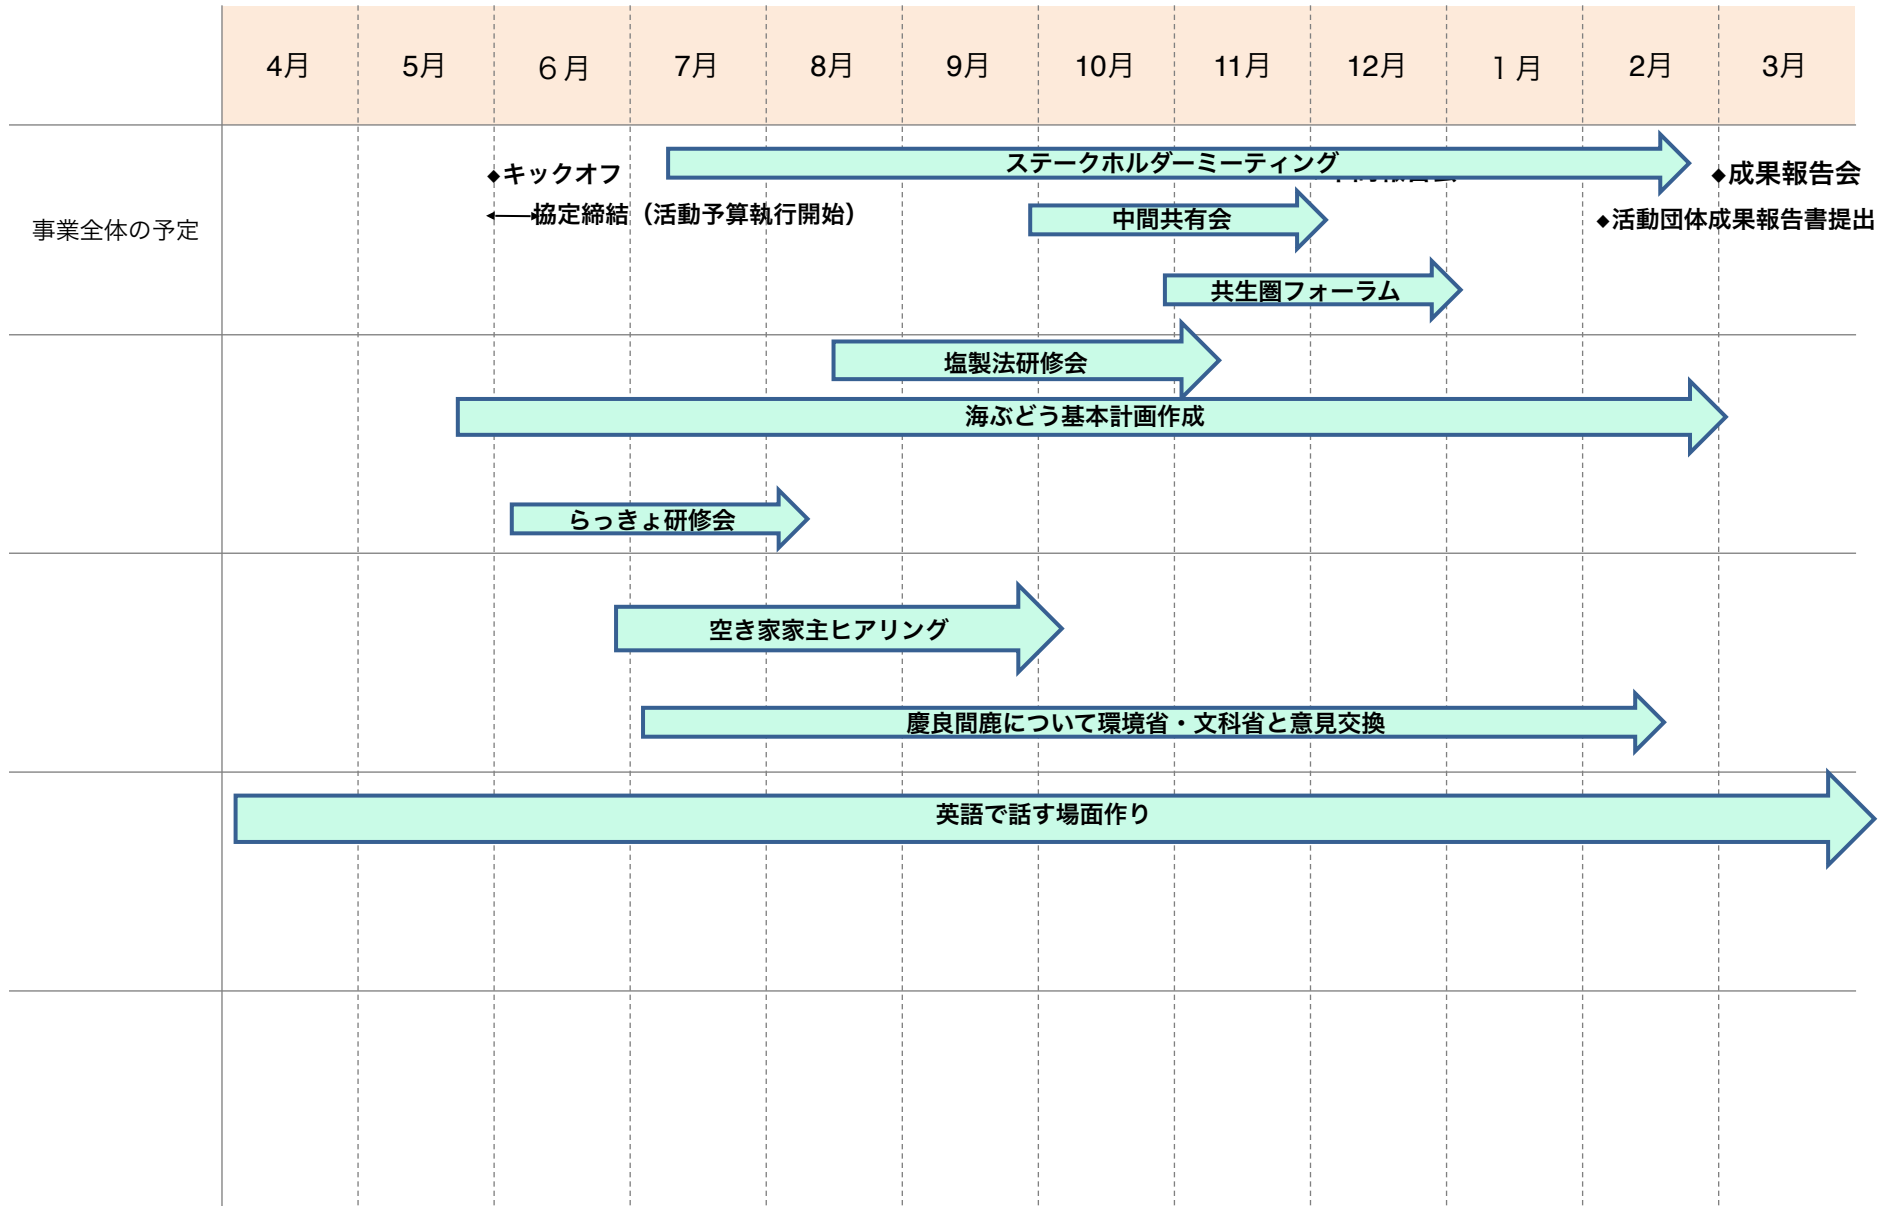 4月 5月 6月 7月 8月 9月 10月 11月 12月 1月 2月 3月
事業全体の予定
◆キックオフ
ステークホルダーミーティング
◆成果報告会
協定締結（活動予算執行開始）
中間共有会
◆活動団体成果報告書提出
共生圏フォーラム
塩製法研修会
海ぶどう基本計画作成
らっきょ研修会
空き家家主ヒアリング
慶良間鹿について環境省・文科省と意見交換
英語で話す場面作り